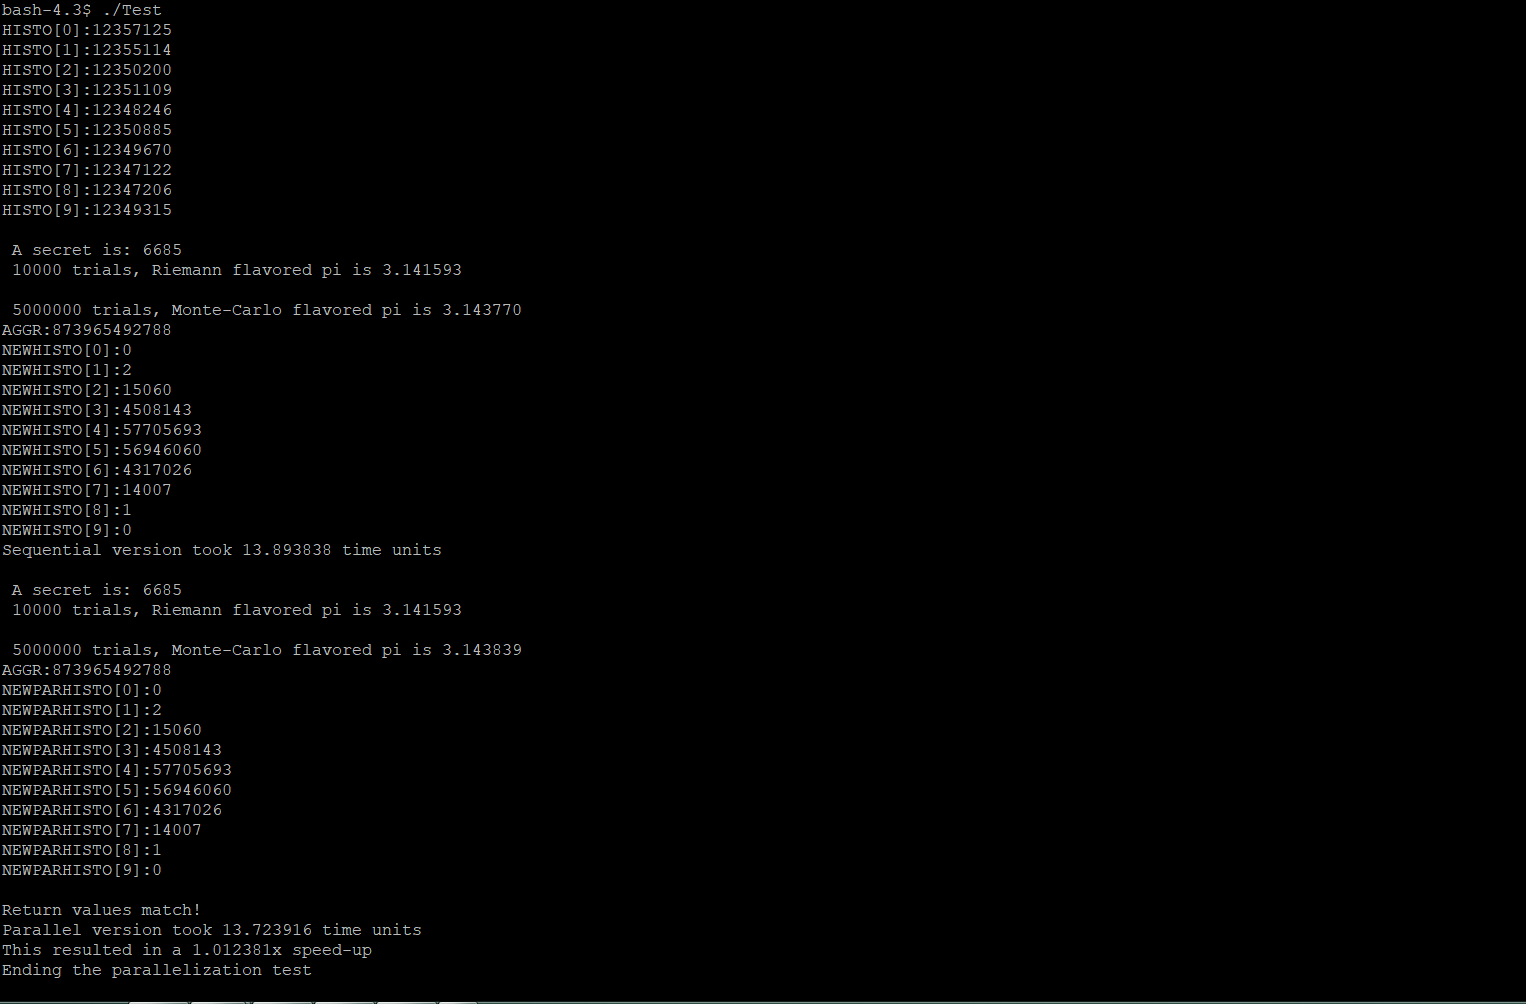 bash-4.3$ ./Test
HISTO[0]:12357125
HISTO[1]:12355114
HISTO[2]:12350200
HISTO[3]:12351109
HISTO[4]:12348246
HISTO[5]:12350885
HISTO[6]:12349670
HISTO[7]:12347122
HISTO[8]:12347206
HISTO[9]:12349315
A secret is: 6685
10000 trials, Riemann flavored pi is 3.141593
5000000 trials, Monte-Carlo flavored pi is 3.143770
AGGR:873965492788
NEWHISTO[0]:0
NEWHISTO[1]:2
NEWHISTO[2]:15060
NEWHISTO[3]:4508143
NEWHISTO[4]:57705693
NEWHISTO[5]:56946060
NEWHISTO[6]:4317026
NEWHISTO[7]:14007
NEWHISTO[8]:1
NEWHISTO[9]:0
Sequential version took 13.893838 time units
A secret is: 6685
10000 trials, Riemann flavored pi is 3.141593
5000000 trials, Monte-Carlo flavored pi is 3.143839
AGGR:873965492788
NEWPARHISTO[0]:0
NEWPARHISTO[1]:2
NEWPARHISTO[2]:15060
NEWPARHISTO[3]:4508143
NEWPARHISTO[4]:57705693
NEWPARHISTO[5]:56946060
NEWPARHISTO[6]:4317026
NEWPARHISTO[7]:14007
NEWPARHISTO[8]:1
NEWPARHISTO[9]:0
Return values match!
Parallel version took 13.723916 time units
This resulted in a 1.012381x speed-up
Ending the parallelization test